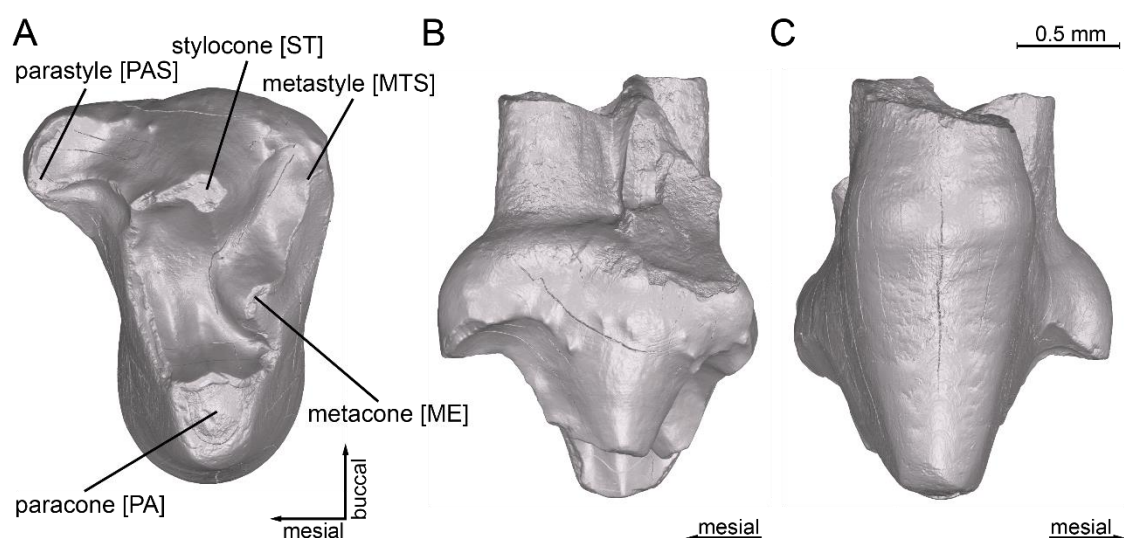 A
stylocone [ST]
parastyle [PAS]
metastyle [MTS]
metacone [ME]
paracone [PA]
buccal
mesial
B
mesial
C
0.5 mm
mesial